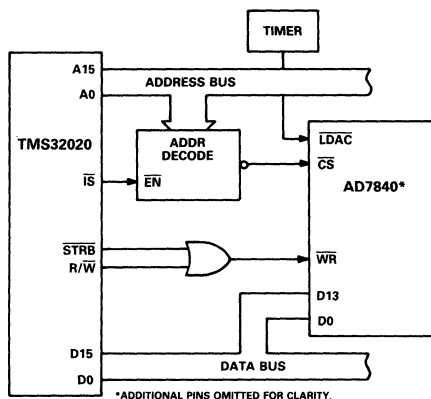 TIMER
A15
ADDRESS BUS
A0
TMS32020
ADDR
DECODE
LDAC
CS
IS
EN
AD7840*
STRB
R/W
WR
D13
D0
D15
DATA BUS
D0
*ADDITIONAL PINS OMITTED FOR CLARITY.